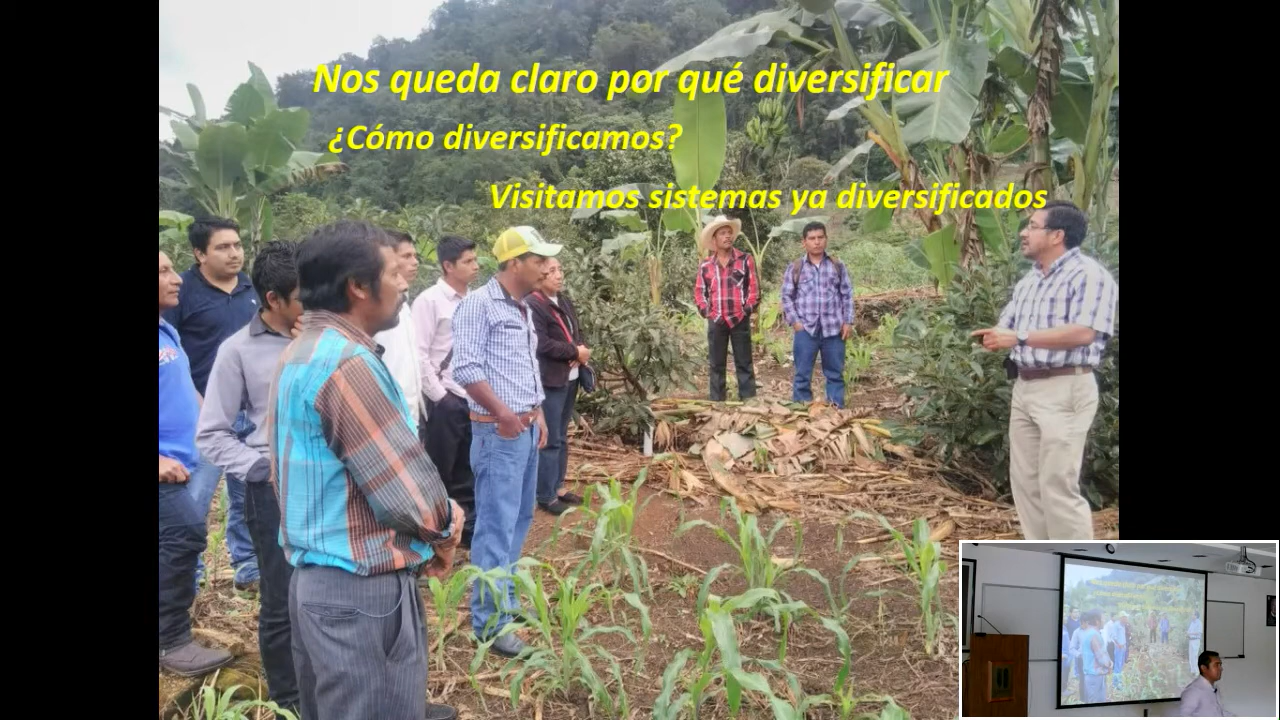 Nos queda claro por qué diversificar
¿Cómo diversificamos?
Visitamos sistemas ya diversificados